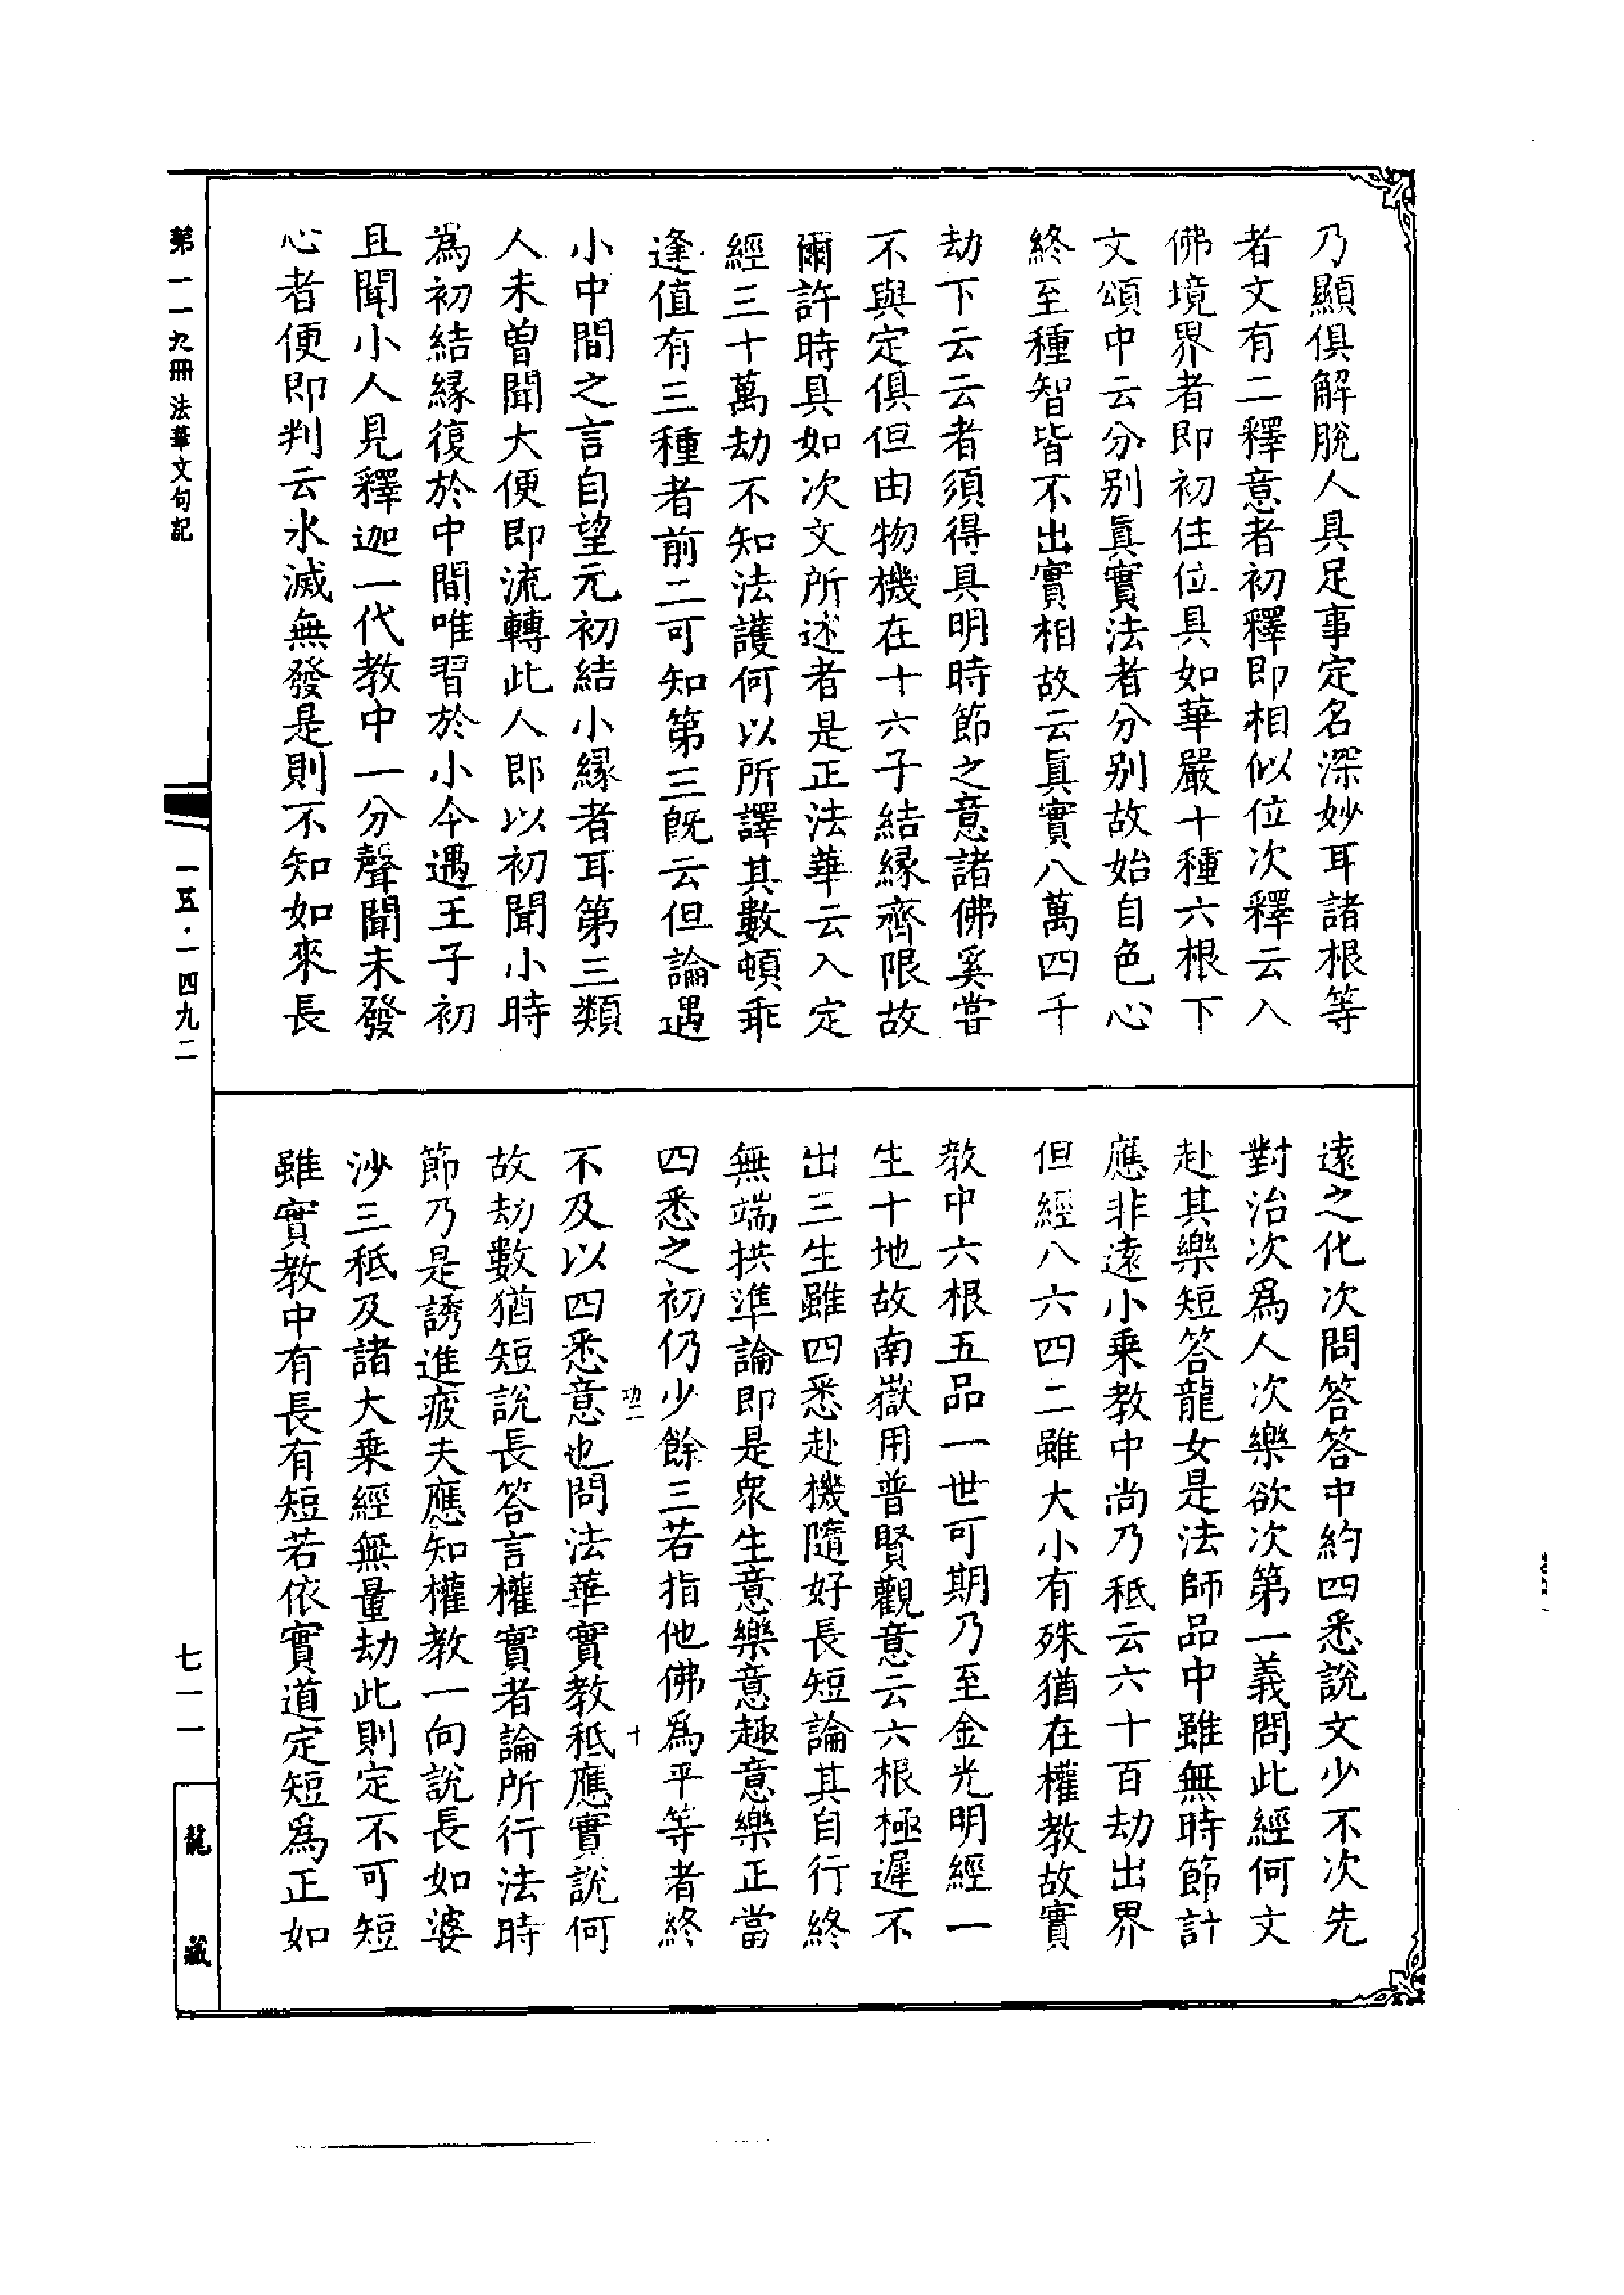 乃顯俱解脫人具足事定名深妙耳諸根等
者文有二釋意者初釋即相似位次釋云入
佛境界者即初住位具如華嚴十種六根下
文頌中云分別眞實法者分別故始自色心
終至種智皆不出實相故云眞實八萬四千
劫下云云者須得具明時節之意諸佛奚嘗
不與定俱但由物機在十六子結緣齊限故
爾許時具如次文所述者是正法華云入定
經三十萬劫不知法護何以所譯其數頓乖
逢值有三種者前二可知第三旣云但論遇
小中間之言自望元初結小緣者耳第三類
人未曾聞大便即流轉此人即以初聞小時
為初結緣復於中間唯習於小今遇王子初
且聞小人見釋迦一代教中一分聲聞未發
心者便即判云永滅無發是則不知如來長
遠之化次問答答中約四悉說文少不次先
對治次爲人次樂欲次第一義問此經何文
赴其樂短答龍女是法師品中雖無時節計
應非遠小乘教中尚乃秖云六十百劫出界
但經八六四二雖大小有殊猶在權教故實
教中六根五品一世可期乃至金光明經一
生十地故南嶽用普賢觀意云六根極遲不
出三生雖四悉赴機隨好長短論其自行終
無端拱準論即是衆生意樂意趣意樂正當
四悉之初仍少餘三若指他佛爲平等者終
功二
十
不及以四悉意也問法華實教秖應實說何
故劫數猶短說長答言權實者論所行法時
節乃是誘進疲夫應知權教一向說長如婆
沙三秖及諸大乘經無量劫此則定不可短
雖實教中有長有短若依實道定短爲正如
第一一九冊 法華文句記
一五·一四九二
七一一
龍藏